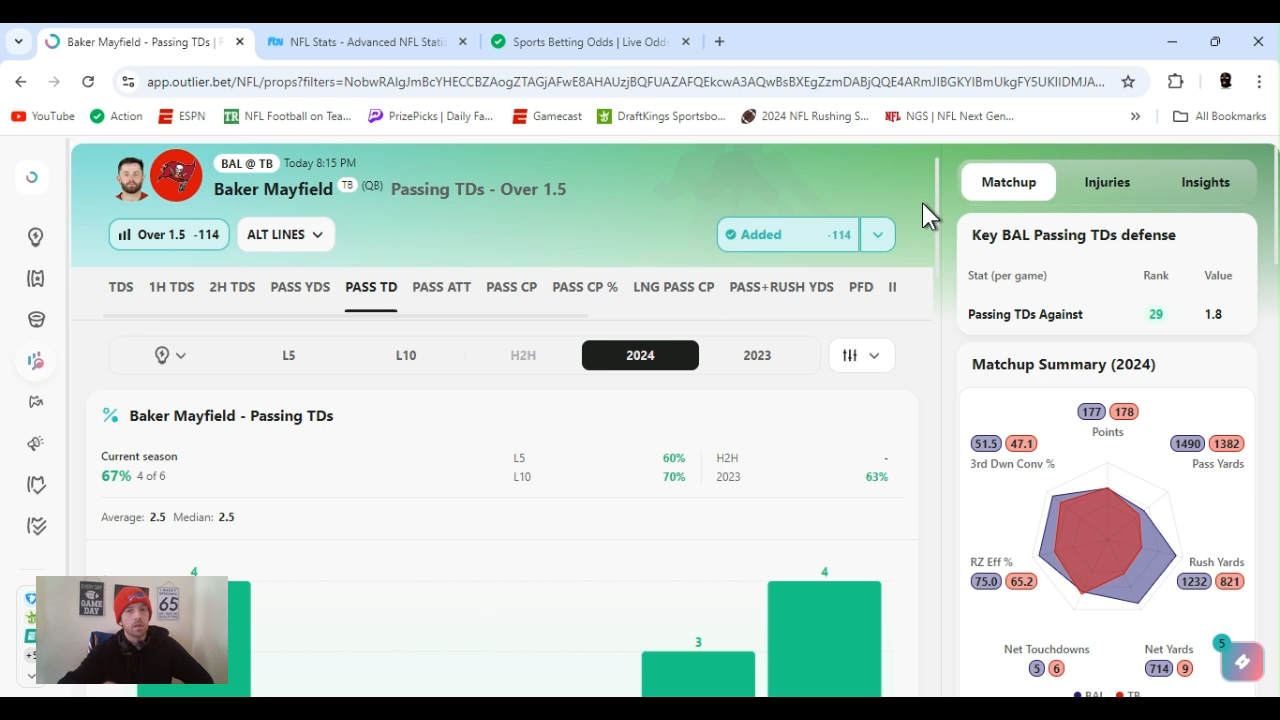 Baker Mayfield - Passing TDs |
NFL Stats - Advanced NFL Stati
Sports Betting Odds | Live Odd
app.outlier.bet/NFL/props?filters=NobwRAlgJmBcYHECCBZAogZTAGjAFwE8AHAUzjBQFUAZAFQEkcwA3AQwBsBXEgZzmDABjQQE4ARmJIBGKYIBmUkgFY5UKIIDMJA...
YouTube
Action
ESPN
NFL Football on Tea...
PrizePicks | Daily Fa...
Gamecast
DraftKings Sportsbo...
2024 NFL Rushing S...
NGS | NFL Next Gen...
All Bookmarks
BAL @ TB Today 8:15 PM
Baker Mayfield TB (QB) Passing TDs - Over 1.5
Over 1.5 -114
ALT LINES
Added -114
TDS 1H TDS 2H TDS PASS YDS PASS TD PASS ATT PASS CP PASS CP % LNG PASS CP PASS+RUSH YDS PFD
L5 L10 H2H 2024 2023
Baker Mayfield - Passing TDs
Current season
67% 4 of 6
L5 60% H2H -
L10 70% 2023 63%
Average: 2.5 Median: 2.5
4
3
4
EVERY DAY
GAME
DAY
65
Matchup Injuries Insights
Key BAL Passing TDs defense
Stat (per game) Rank Value
Passing TDs Against 29 1.8
Matchup Summary (2024)
177 178
Points
51.5 47.1
3rd Dwn Conv %
1490 1382
Pass Yards
RZ Eff %
75.0 65.2
Rush Yards
1232 821
Net Touchdowns
5 6
Net Yards
714 9
BAL TB
5